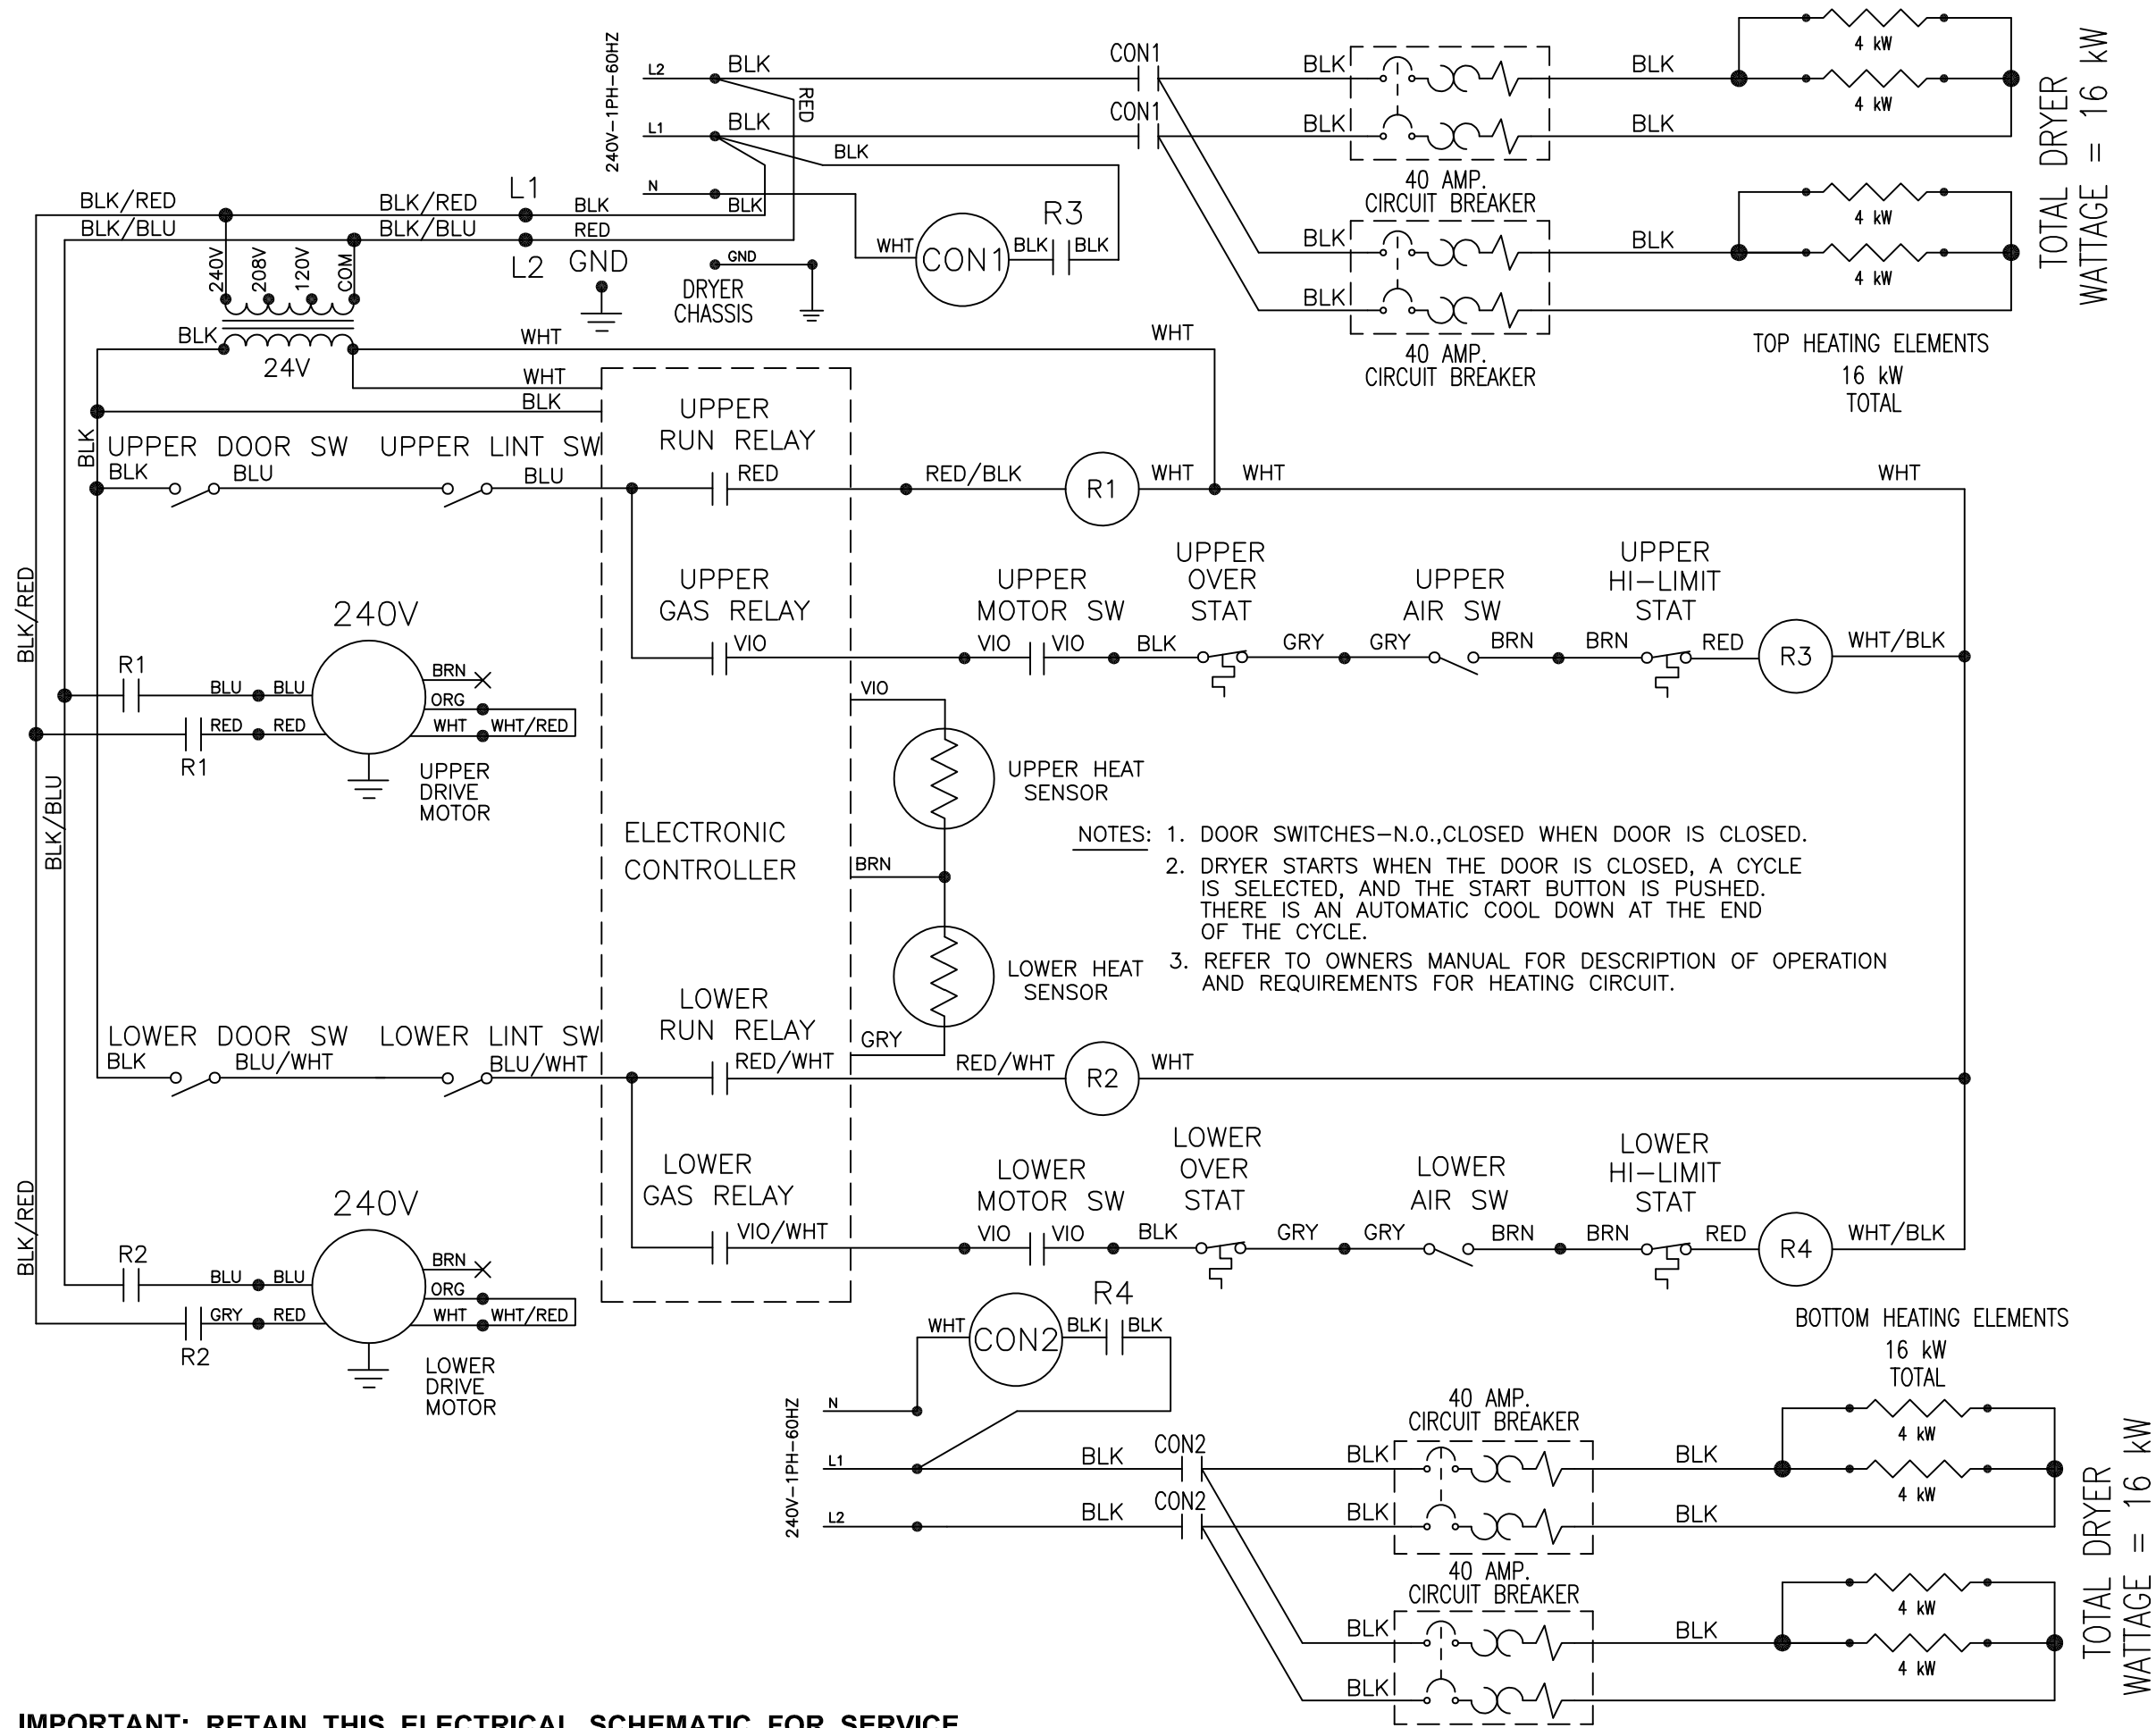 240V-1PH-60HZ
L2
BLK
RED
CON1
BLK
BLK
4 kW
4 kW
L1
BLK
CON1
BLK
BLK
BLK
40 AMP.
CIRCUIT BREAKER
TOTAL DRYER
WATTAGE = 16 kW
N
BLK
WHT
CON1
BLK
R3
BLK
BLK/RED
BLK/RED
L1
BLK
BLK/BLU
BLK/BLU
L2
RED
GND
GND
DRYER
CHASSIS
BLK
BLK
4 kW
4 kW
BLK
40 AMP.
CIRCUIT BREAKER
TOP HEATING ELEMENTS
16 kW
TOTAL
240V
208V
120V
COM
BLK
24V
WHT
WHT
WHT
BLK
BLK
UPPER DOOR SW
UPPER LINT SW
BLK
BLU
BLU
UPPER
RUN RELAY
RED
RED/BLK
R1
WHT
WHT
WHT
UPPER
GAS RELAY
VIO
UPPER
MOTOR SW
VIO
VIO
BLK
UPPER
OVER
STAT
GRY
GRY
UPPER
AIR SW
BRN
BRN
UPPER
HI-LIMIT
STAT
RED
R3
WHT/BLK
BLK/RED
BLK/BLU
240V
R1
BLU
BLU
R1
RED
RED
BRN
ORG
WHT
WHT/RED
UPPER
DRIVE
MOTOR
VIO
UPPER HEAT
SENSOR
ELECTRONIC
CONTROLLER
BRN
LOWER HEAT
SENSOR
GRY
NOTES: 1. DOOR SWITCHES-N.O.,CLOSED WHEN DOOR IS CLOSED.
2. DRYER STARTS WHEN THE DOOR IS CLOSED, A CYCLE
IS SELECTED, AND THE START BUTTON IS PUSHED.
THERE IS AN AUTOMATIC COOL DOWN AT THE END
OF THE CYCLE.
3. REFER TO OWNERS MANUAL FOR DESCRIPTION OF OPERATION
AND REQUIREMENTS FOR HEATING CIRCUIT.
LOWER DOOR SW
LOWER LINT SW
BLK
BLU/WHT
BLU/WHT
LOWER
RUN RELAY
RED/WHT
RED/WHT
R2
WHT
LOWER
GAS RELAY
VIO/WHT
LOWER
MOTOR SW
VIO
VIO
BLK
LOWER
OVER
STAT
GRY
GRY
LOWER
AIR SW
BRN
BRN
LOWER
HI-LIMIT
STAT
RED
R4
WHT/BLK
BLK/RED
240V
R2
BLU
BLU
R2
GRY
RED
BRN
ORG
WHT
WHT/RED
LOWER
DRIVE
MOTOR
WHT
CON2
BLK
R4
BLK
BOTTOM HEATING ELEMENTS
16 kW
TOTAL
240V-1PH-60HZ
N
L1
L2
BLK
CON2
BLK
CON2
40 AMP.
CIRCUIT BREAKER
BLK
BLK
4 kW
4 kW
BLK
BLK
40 AMP.
CIRCUIT BREAKER
BLK
BLK
4 kW
4 kW
BLK
TOTAL DRYER
WATTAGE = 16 kW
IMPORTANT: RETAIN THIS ELECTRICAL SCHEMATIC FOR SERVICE